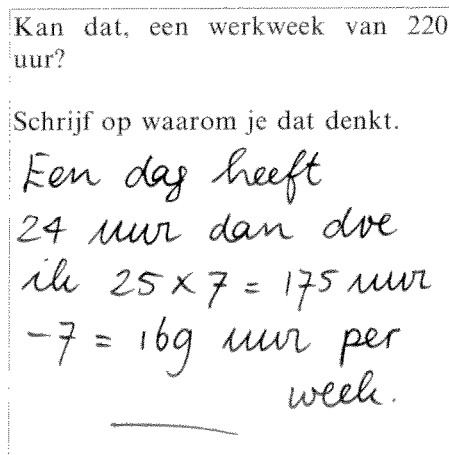 Kan dat, een werkweek van 220
uur?
Schrijf op waarom je dat denkt.
Een dag heeft
24 uur dan doe
ik 25 x 7 = 175 uur
-7 = 169 uur per
week.